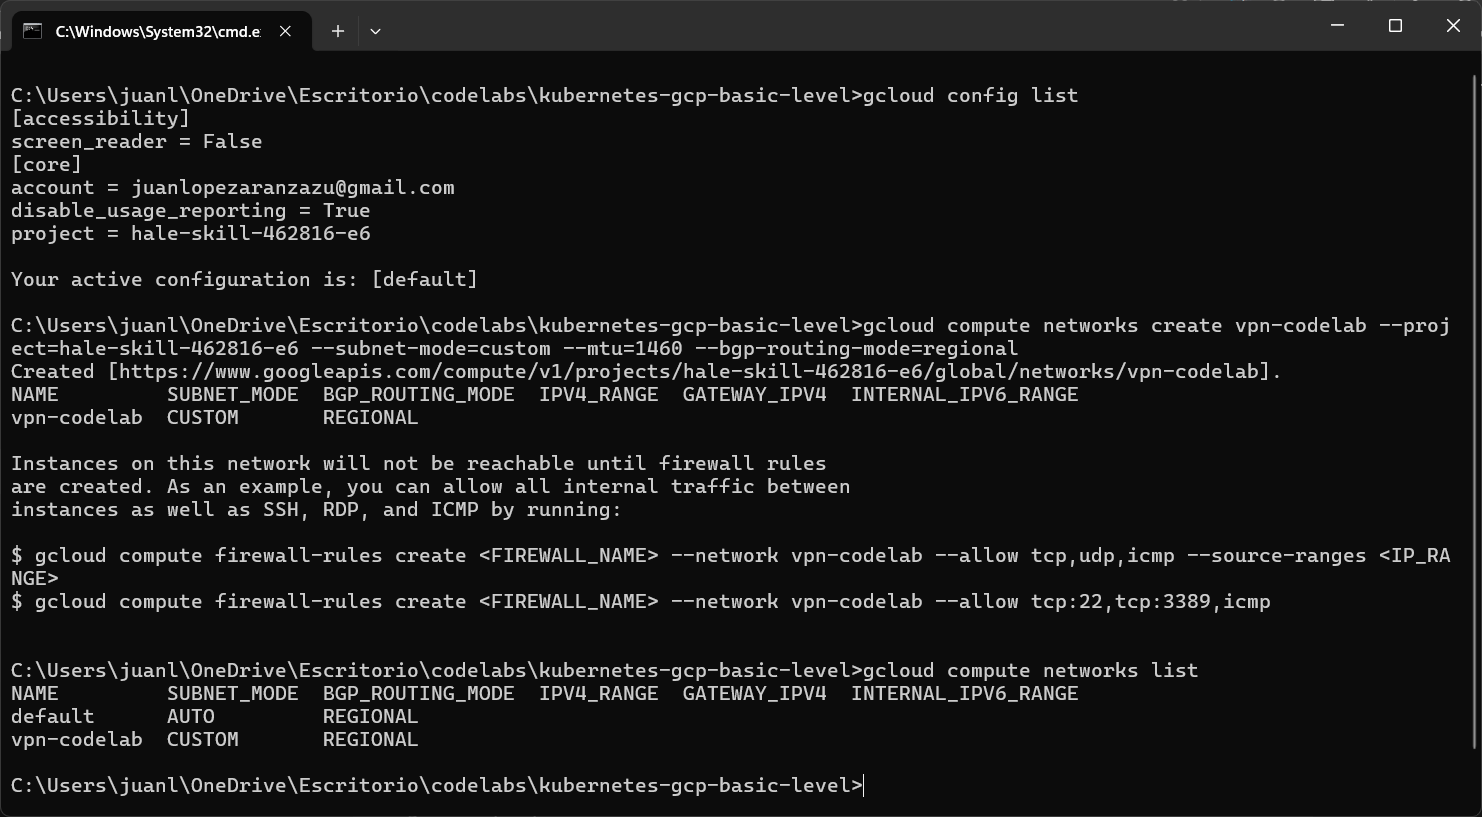 C:\Windows\System32\cmd.e
C:\Users\juanl\OneDrive\Escritorio\codelabs\kubernetes-gcp-basic-level>gcloud config list
[accessibility]
screen_reader = False
[core]
account = juanlopezaranzazu@gmail.com
disable_usage_reporting = True
project = hale-skill-462816-e6
Your active configuration is: [default]
C:\Users\juanl\OneDrive\Escritorio\codelabs\kubernetes-gcp-basic-level>gcloud compute networks create vpn-codelab --proj
ect=hale-skill-462816-e6 --subnet-mode=custom --mtu=1460 --bgp-routing-mode=regional
Created [https://www.googleapis.com/compute/v1/projects/hale-skill-462816-e6/global/networks/vpn-codelab].
NAME         SUBNET_MODE  BGP_ROUTING_MODE  IPV4_RANGE  GATEWAY_IPV4  INTERNAL_IPV6_RANGE
vpn-codelab  CUSTOM       REGIONAL
Instances on this network will not be reachable until firewall rules
are created. As an example, you can allow all internal traffic between
instances as well as SSH, RDP, and ICMP by running:
$ gcloud compute firewall-rules create <FIREWALL_NAME> --network vpn-codelab --allow tcp,udp,icmp --source-ranges <IP_RA
NGE>
$ gcloud compute firewall-rules create <FIREWALL_NAME> --network vpn-codelab --allow tcp:22,tcp:3389,icmp
C:\Users\juanl\OneDrive\Escritorio\codelabs\kubernetes-gcp-basic-level>gcloud compute networks list
NAME         SUBNET_MODE  BGP_ROUTING_MODE  IPV4_RANGE  GATEWAY_IPV4  INTERNAL_IPV6_RANGE
default      AUTO         REGIONAL
vpn-codelab  CUSTOM       REGIONAL
C:\Users\juanl\OneDrive\Escritorio\codelabs\kubernetes-gcp-basic-level>